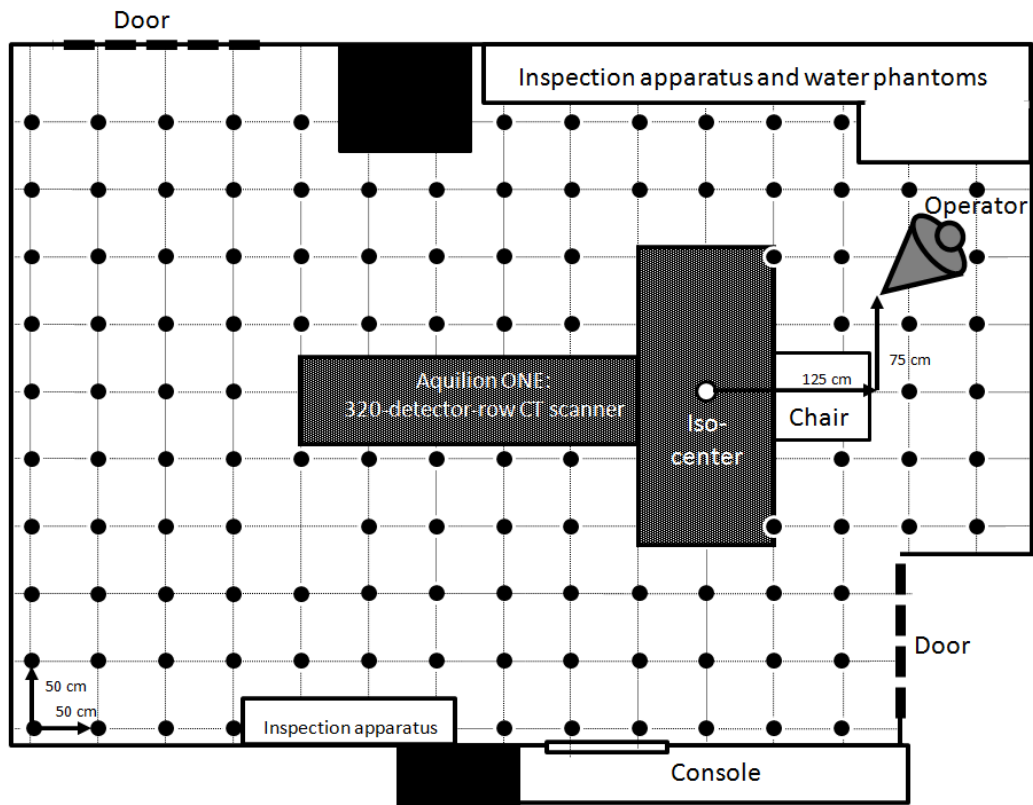 Door
Inspection apparatus and water phantoms
Operator
75 cm
Aquilion ONE:
320-detector-row CT scanner
125 cm
Chair
Iso-
center
Door
50 cm
50 cm
Inspection apparatus
Console